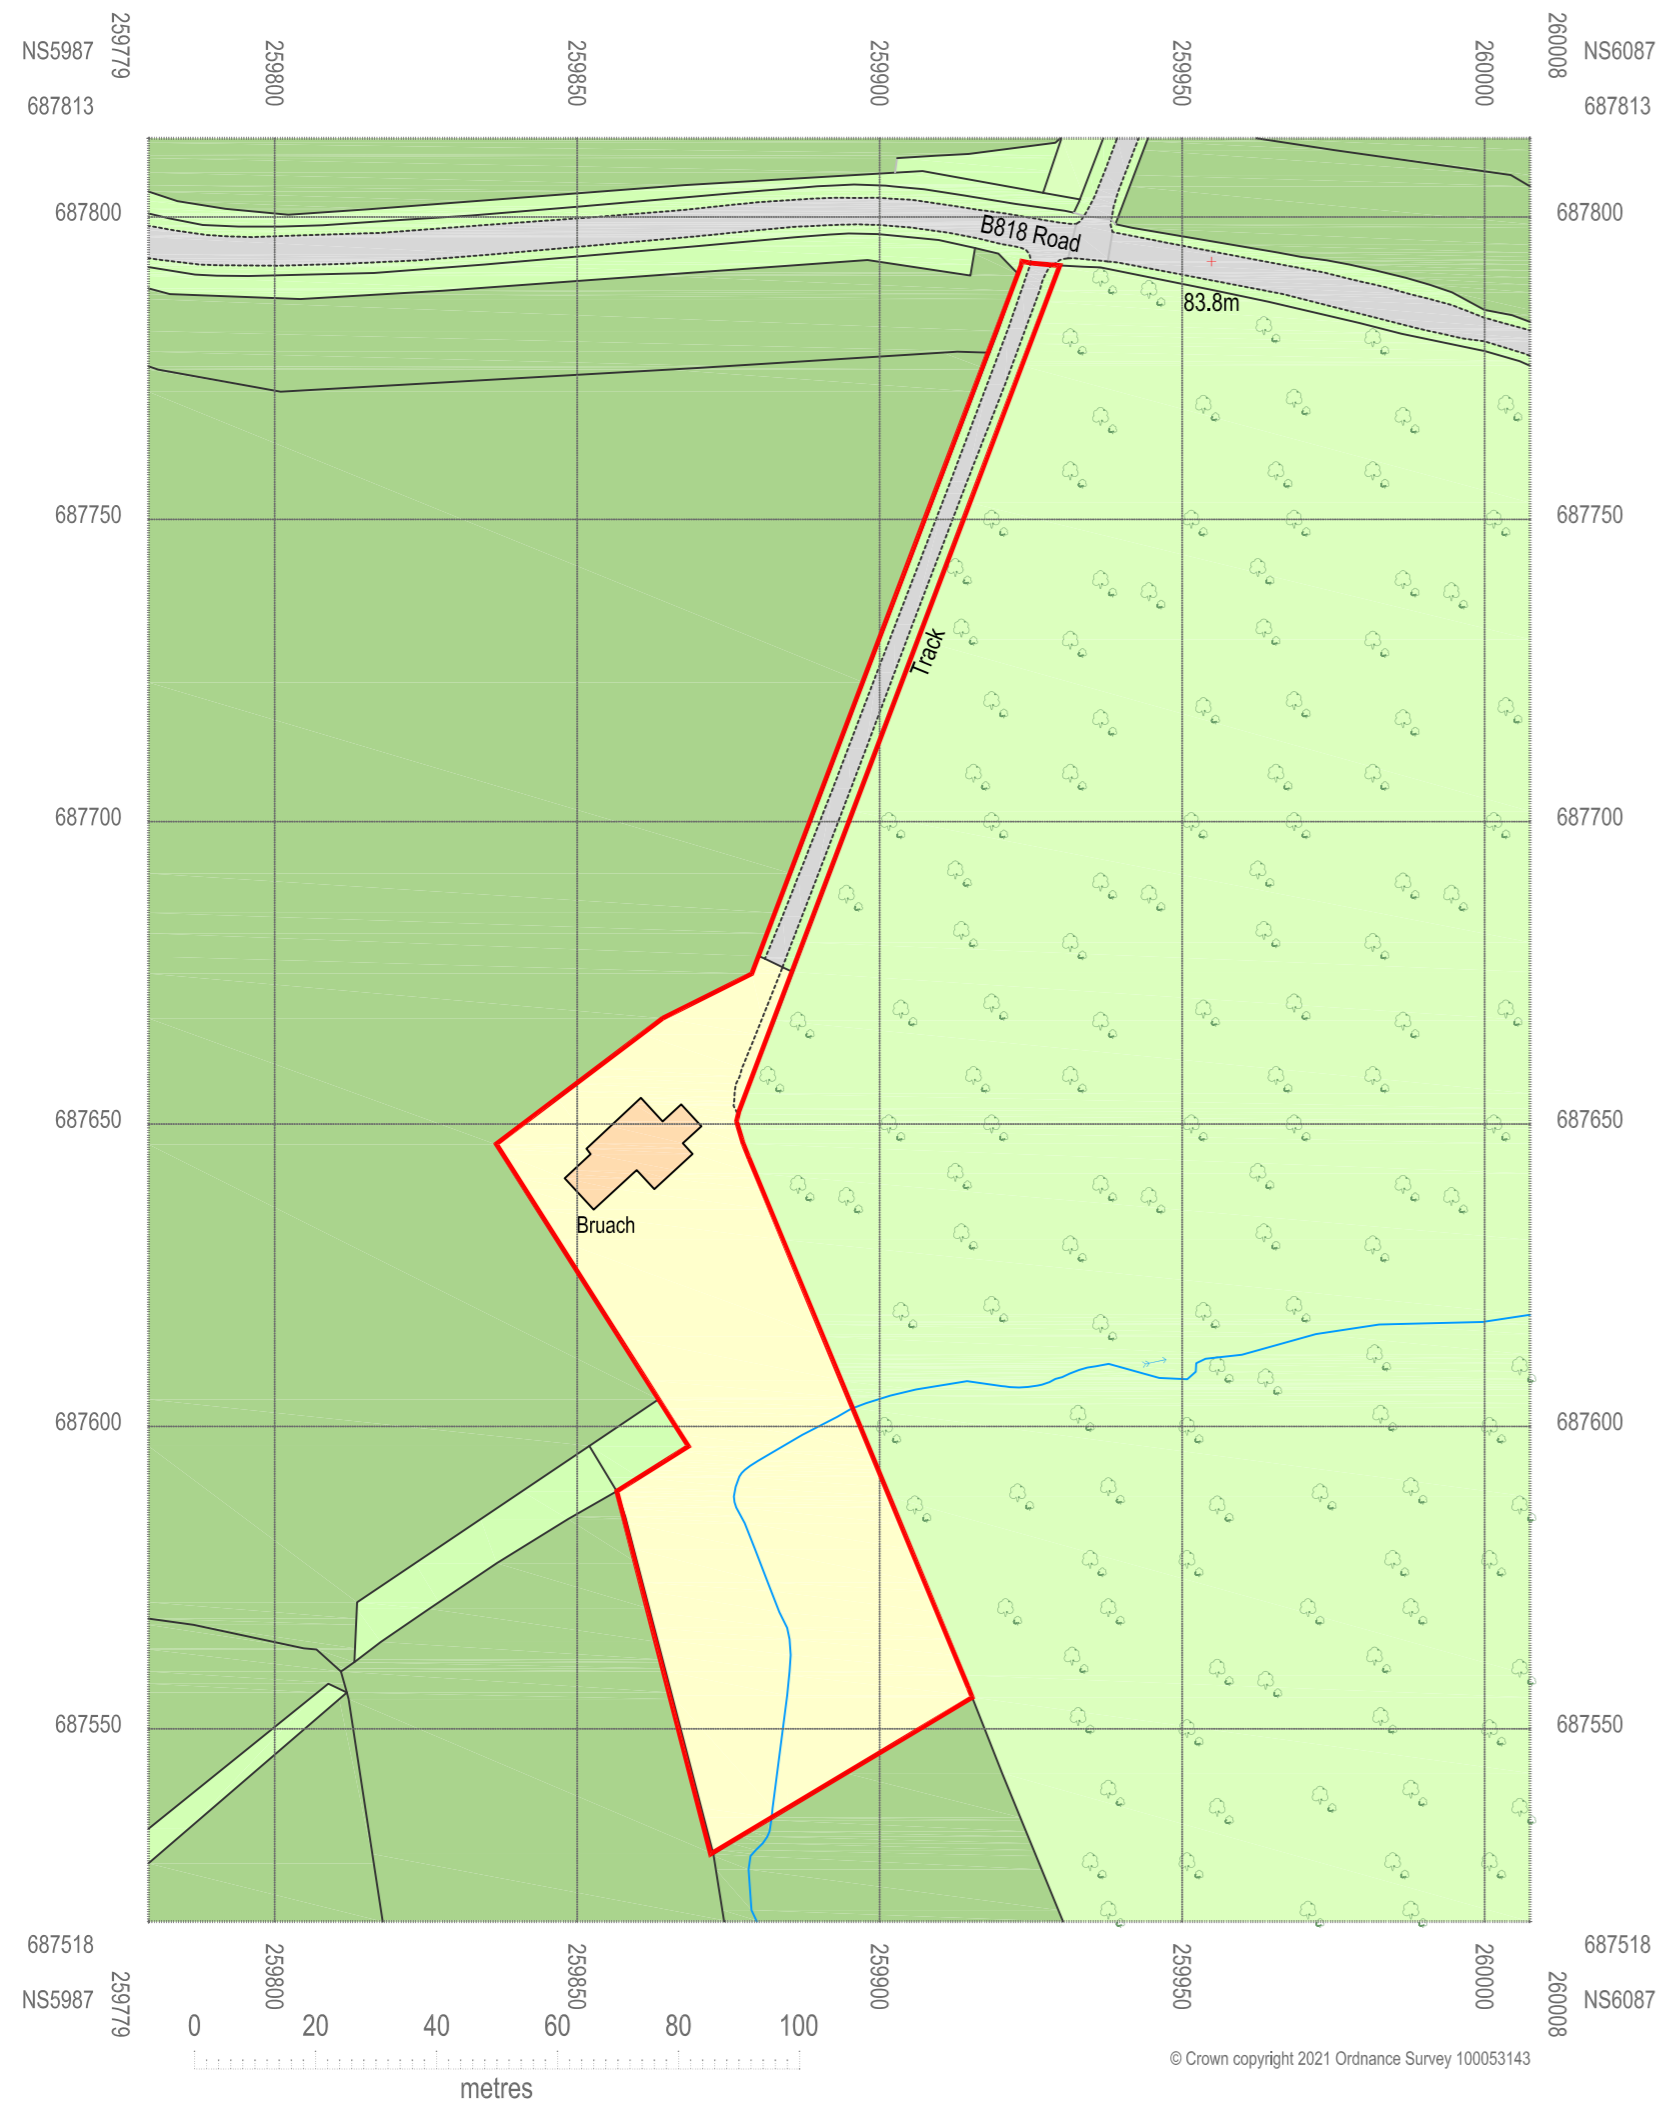 NS5987
259779
259800
259850
259900
259950
260000
260008
NS6087
687813
687813
687800
B818 Road
687800
83.8m
687750
687750
Track
687700
687700
687650
687650
Bruach
687600
687600
687550
687550
687518
687518
NS5987
259779
259800
259850
259900
259950
260000
260008
NS6087
0 20 40 60 80 100
metres
© Crown copyright 2021 Ordnance Survey 100053143